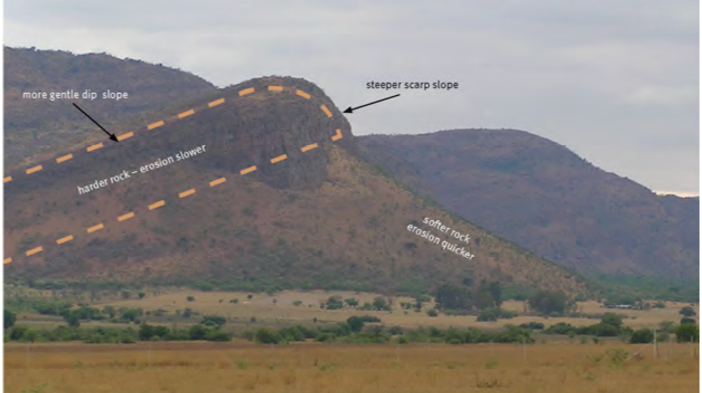 steeper scarp slope
more gentle dip slope
harder rock – erosion slower
softer rock
erosion quicker